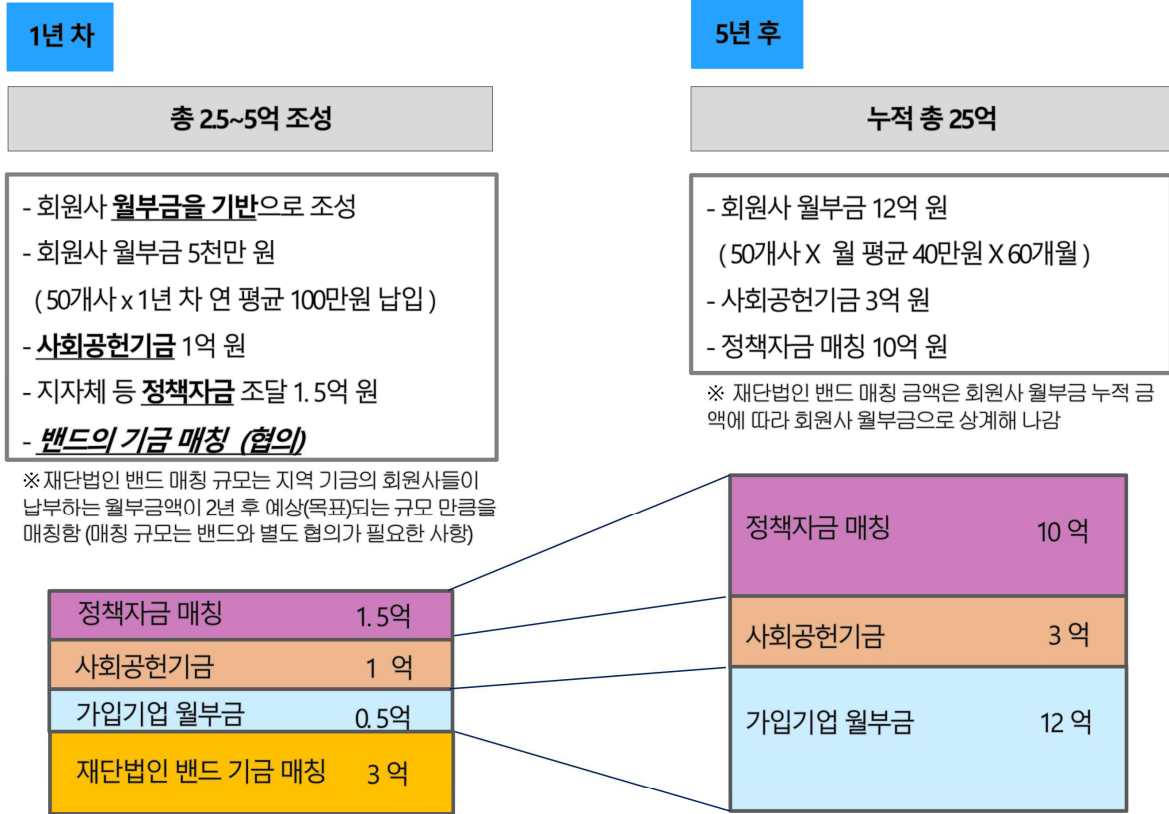 1년 차
총 2.5~5억 조성
- 회원사 월부금을 기반으로 조성
- 회원사 월부금 5천만 원
( 50개사 x 1년 차 연 평균 100만원 납입 )
- 사회공헌기금 1억 원
- 지자체 등 정책자금 조달 1. 5억 원
- 밴드의 기금 매칭 (협의)
※ 재단법인 밴드 매칭 규모는 지역 기금의 회원사들이
납부하는 월부금액이 2년 후 예상(목표)되는 규모 만큼을
매칭함 (매칭 규모는 밴드와 별도 협의가 필요한 사항)
정책자금 매칭 1. 5억
사회공헌기금 1 억
가입기업 월부금 0. 5억
재단법인 밴드 기금 매칭 3 억
5년 후
누적 총 25억
- 회원사 월부금 12억 원
( 50개사 X 월 평균 40만원 X 60개월 )
- 사회공헌기금 3억 원
- 정책자금 매칭 10억 원
※ 재단법인 밴드 매칭 금액은 회원사 월부금 누적 금
액에 따라 회원사 월부금으로 상계해 나감
정책자금 매칭 10 억
사회공헌기금 3 억
가입기업 월부금 12 억